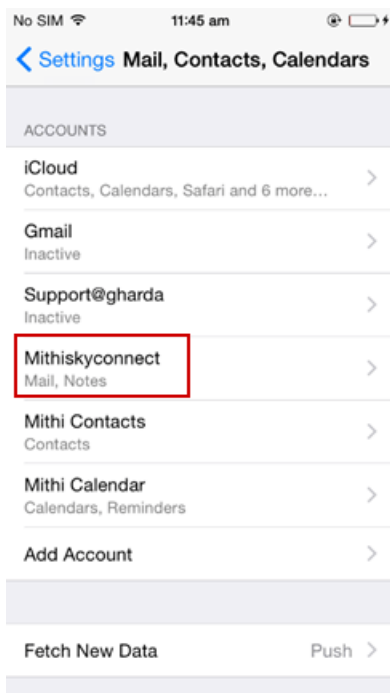 No SIM 11:45 am
Settings Mail, Contacts, Calendars
ACCOUNTS
iCloud
Contacts, Calendars, Safari and 6 more...
Gmail
Inactive
Support@gharda
Inactive
Mithiskyconnect
Mail, Notes
Mithi Contacts
Contacts
Mithi Calendar
Calendars, Reminders
Add Account
Fetch New Data Push